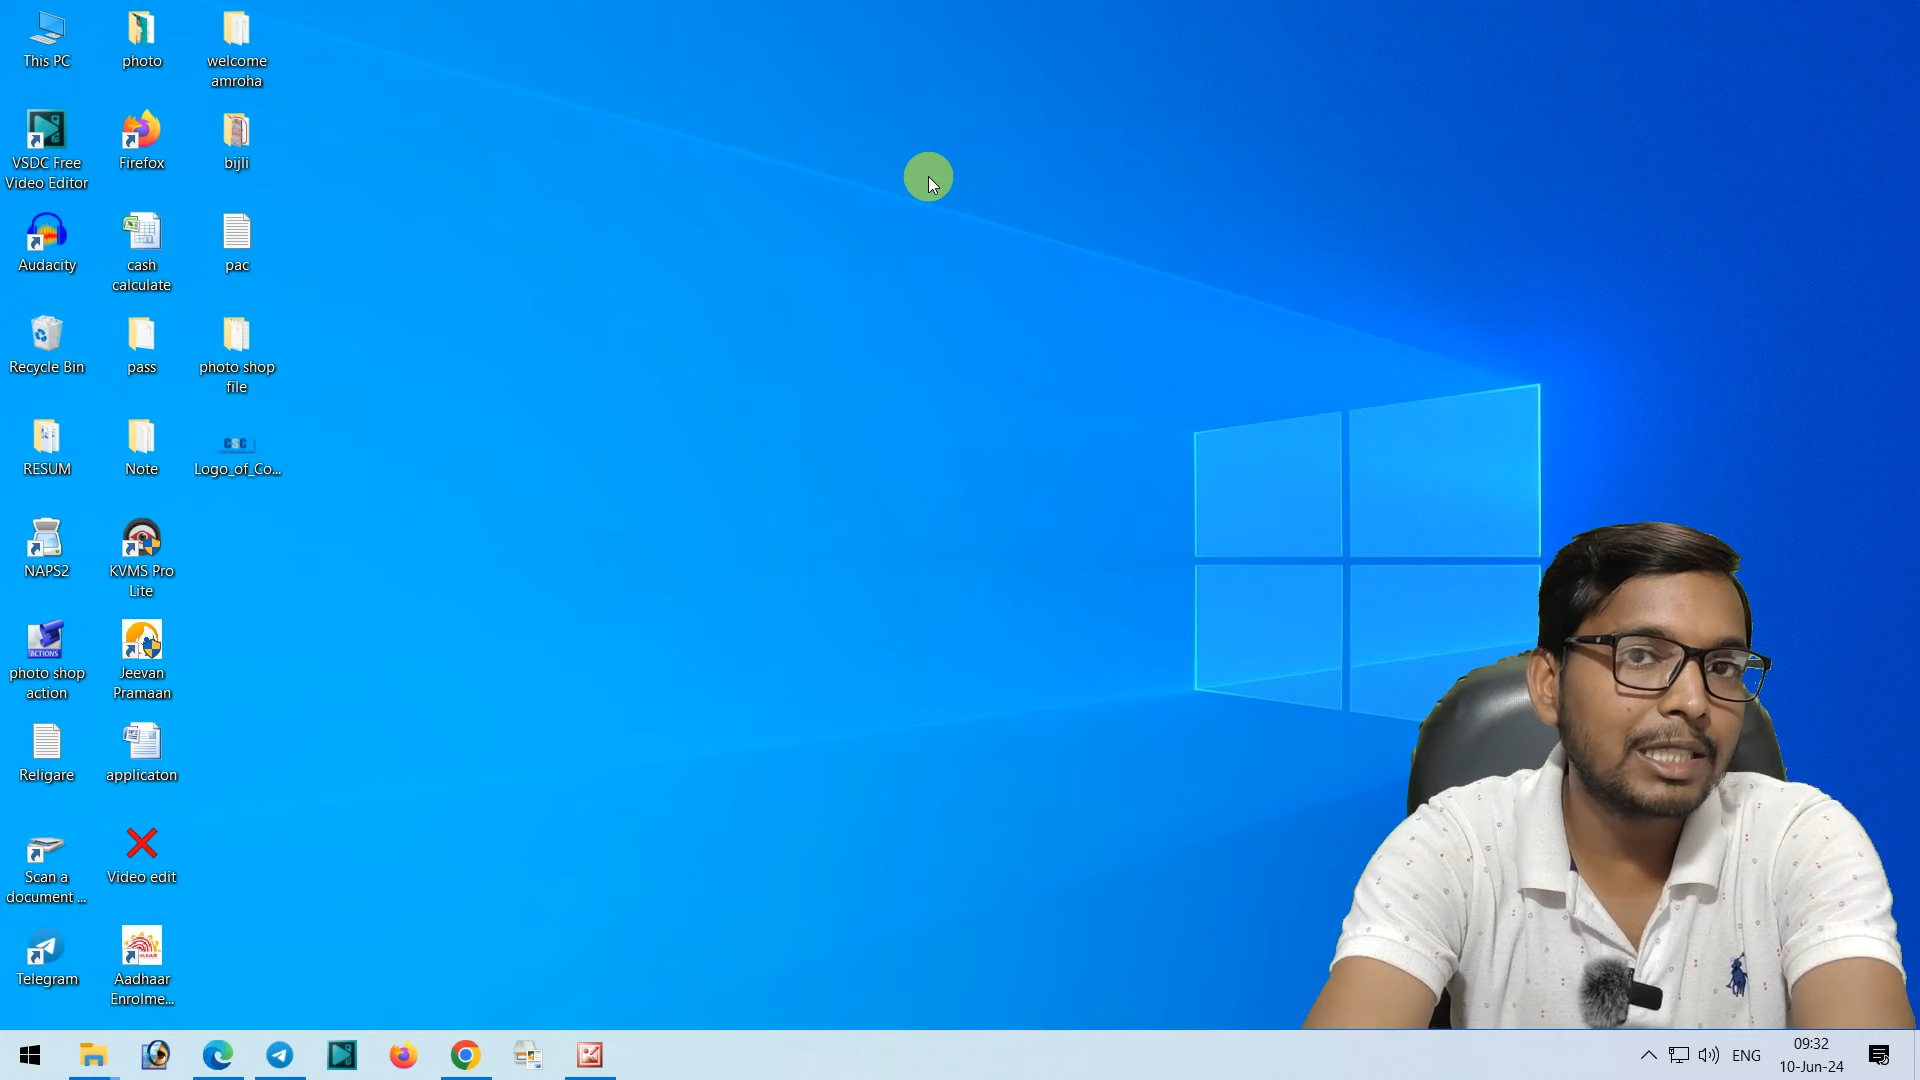 This PC
photo
welcome
amroha
VSDC Free
Video Editor
Firefox
bijli
Audacity
cash
calculate
pac
Recycle Bin
pass
photo shop
file
RESUM
Note
CSC
Logo_of_Co...
NAPS2
KVMS Pro
Lite
ACTIONS
photo shop
action
Jeevan
Pramaan
Religare
applicaton
Scan a
document ...
Video edit
Telegram
Aadhaar
Enrolme...
ENG
09:32
10-Jun-24